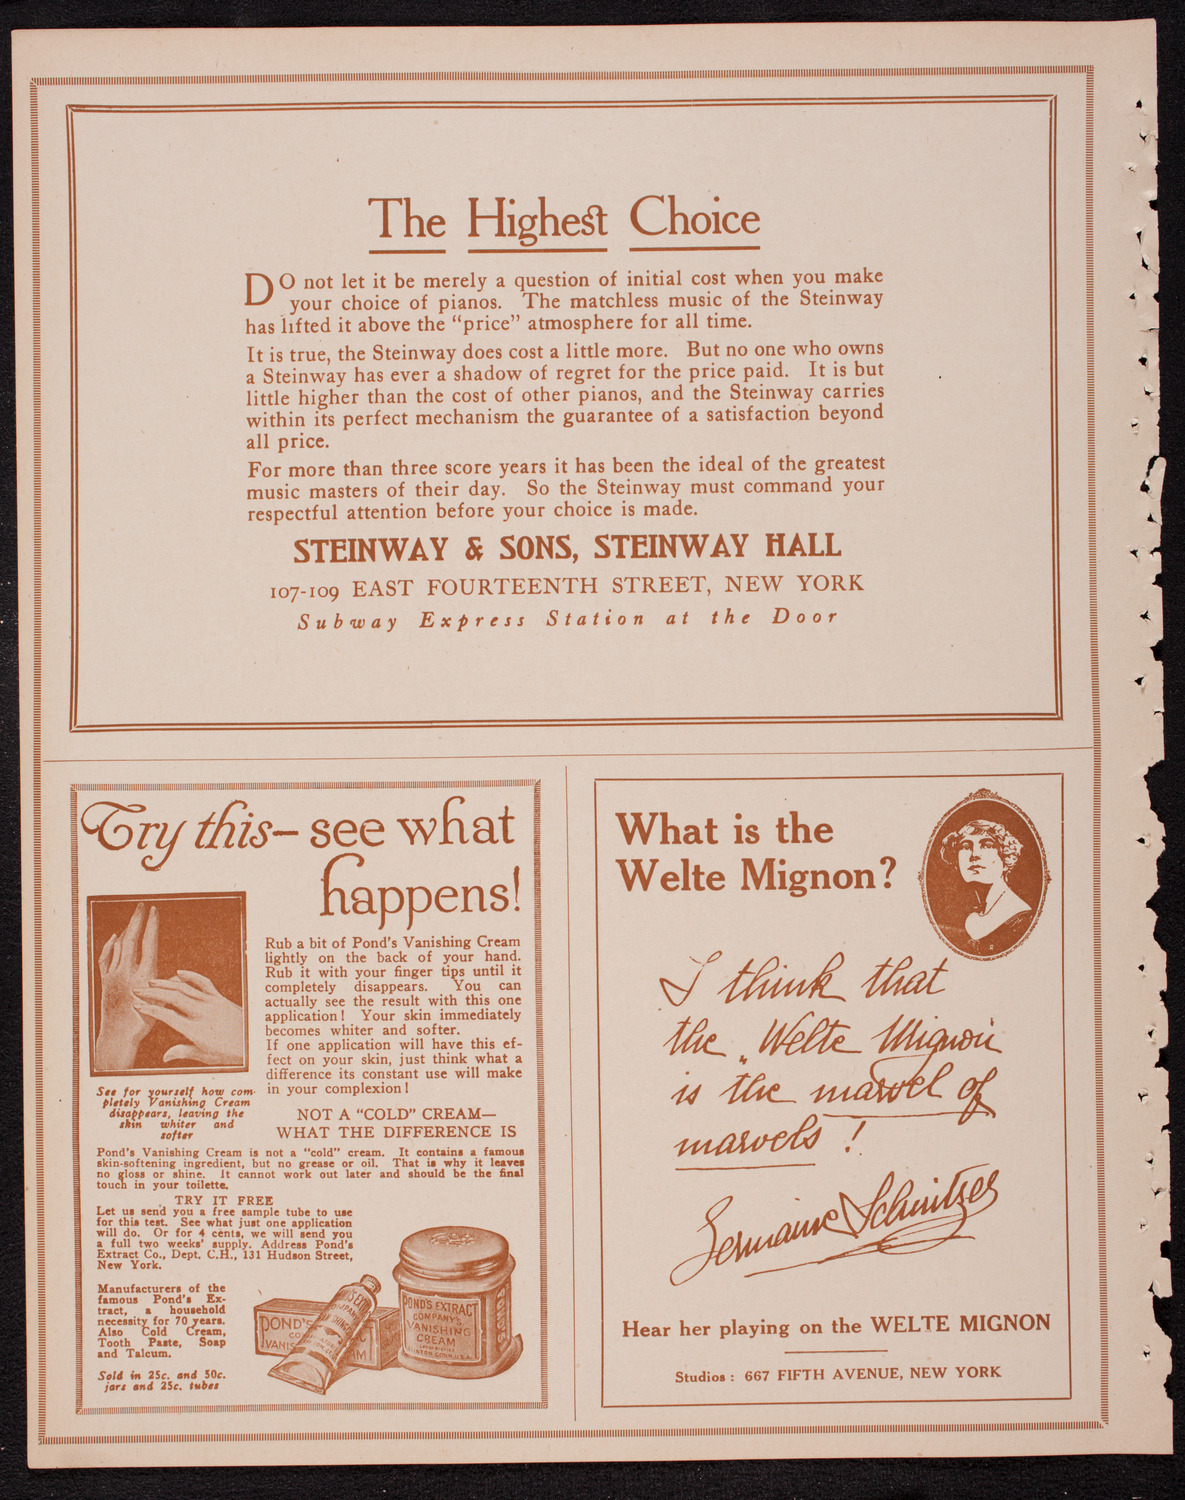 The Highest Choice
DO not let it be merely a question of initial cost when you make
your choice of pianos. The matchless music of the Steinway
has lifted it above the “price” atmosphere for all time.
It is true, the Steinway does cost a little more. But no one who owns
a Steinway has ever a shadow of regret for the price paid. It is but
little higher than the cost of other pianos, and the Steinway carries
within its perfect mechanism the guarantee of a satisfaction beyond
all price.
For more than three score years it has been the ideal of the greatest
music masters of their day. So the Steinway must command your
respectful attention before your choice is made.
STEINWAY & SONS, STEINWAY HALL
107-109 EAST FOURTEENTH STREET, NEW YORK
Subway Express Station at the Door
Try this—see what
happens!
Rub a bit of Pond's Vanishing Cream
lightly on the back of your hand.
Rub it with your finger tips until it
completely disappears. You can
actually see the result with this one
application! Your skin immediately
becomes whiter and softer.
If one application will have this ef-
fect on your skin, just think what a
difference its constant use will make
in your complexion!
See for yourself how com-
pletely Vanishing Cream
disappears, leaving the
skin whiter and
softer
NOT A “COLD” CREAM—
WHAT THE DIFFERENCE IS
Pond's Vanishing Cream is not a “cold” cream. It contains a famous
skin-softening ingredient, but no grease or oil. That is why it leaves
no gloss or shine. It cannot work out later and should be the final
touch in your toilette.
TRY IT FREE
Let us send you a free sample tube to use
for this test. See what just one application
will do. Or for 4 cents, we will send you
a full two weeks' supply. Address Pond's
Extract Co., Dept. C.H., 131 Hudson Street,
New York.
Manufacturers of the
famous Pond's Ex-
tract, a household
necessity for 70 years.
Also Cold Cream,
Tooth Paste, Soap
and Talcum.
Sold in 25c. and 50c.
jars and 25c. tubes
POND'S
VANIS
POND'S EXTRACT
COMPANY'S
VANISHING
CREAM
What is the
Welte Mignon?
I think that
the „Welte Mignon
is the marvel of
marvels!
Germaine Schnitzer
Hear her playing on the WELTE MIGNON
Studios: 667 FIFTH AVENUE, NEW YORK